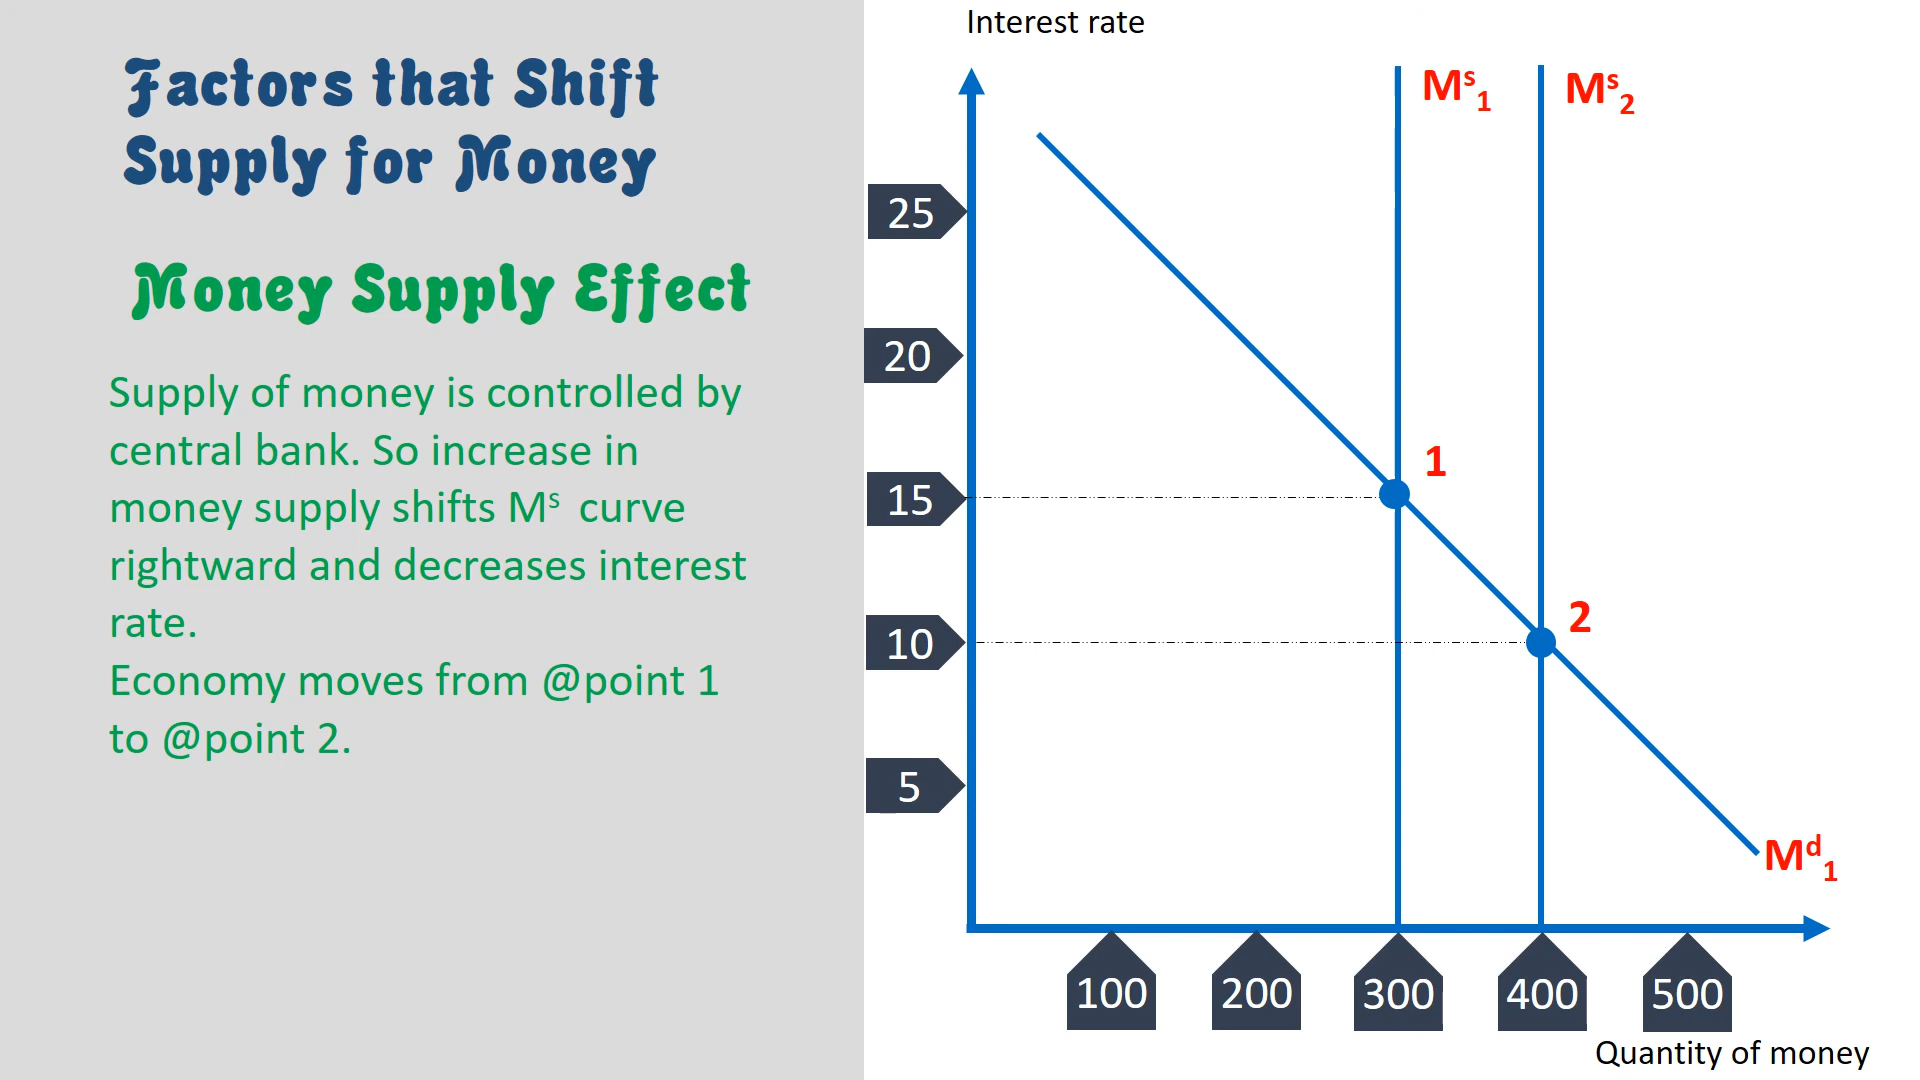 Factors that Shift
Supply for Money
Money Supply Effect
Supply of money is controlled by
central bank. So increase in
money supply shifts Mˢ curve
rightward and decreases interest
rate.
Economy moves from @point 1
to @point 2.
Interest rate
Mˢ₁
Mˢ₂
25
20
15
10
5
1
2
Mᵈ₁
100
200
300
400
500
Quantity of money